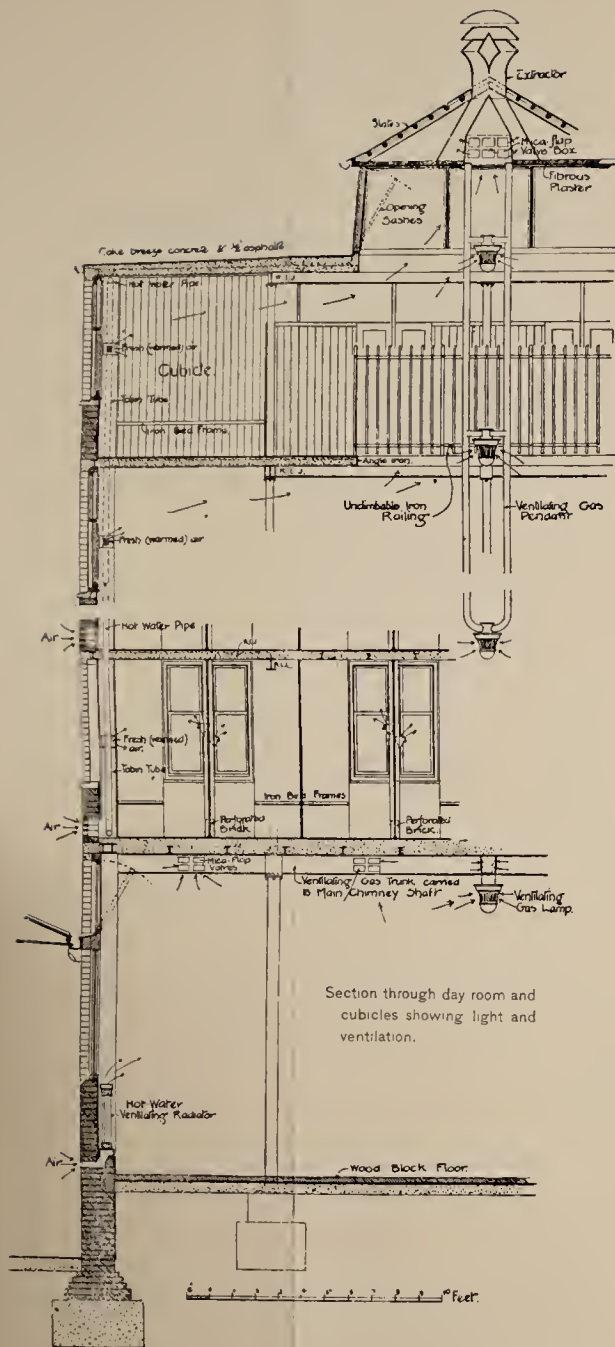 Extractor
Slates
Mica-flap
Valve Box
Fibrous
Plaster
Opening
Sashes
Coke breeze concrete & ½" asphalte
Hot Water Pipe
R.I.J.
Fresh (warmed) air
Cubicle.
Tobin Tube
Iron Bed Frame.
Angle Iron.
R.I.J.
Unclimbable Iron
Railing
Ventilating Gas
Pendant
Fresh (warmed) air
Hot Water Pipe
Air
Fresh (warmed)
air.
Tobin Tube
Iron Bed Frames
Perforated
Brick
Perforated
Brick.
Air
Mica-flap
Valves
Ventilating Gas Trunk carried
to Main Chimney Shaft
Ventilating
Gas Lamp.
Section through day room and
cubicles showing light and
ventilation.
Hot Water
Ventilating Radiator
Air
Wood Block Floor.
10 Feet.